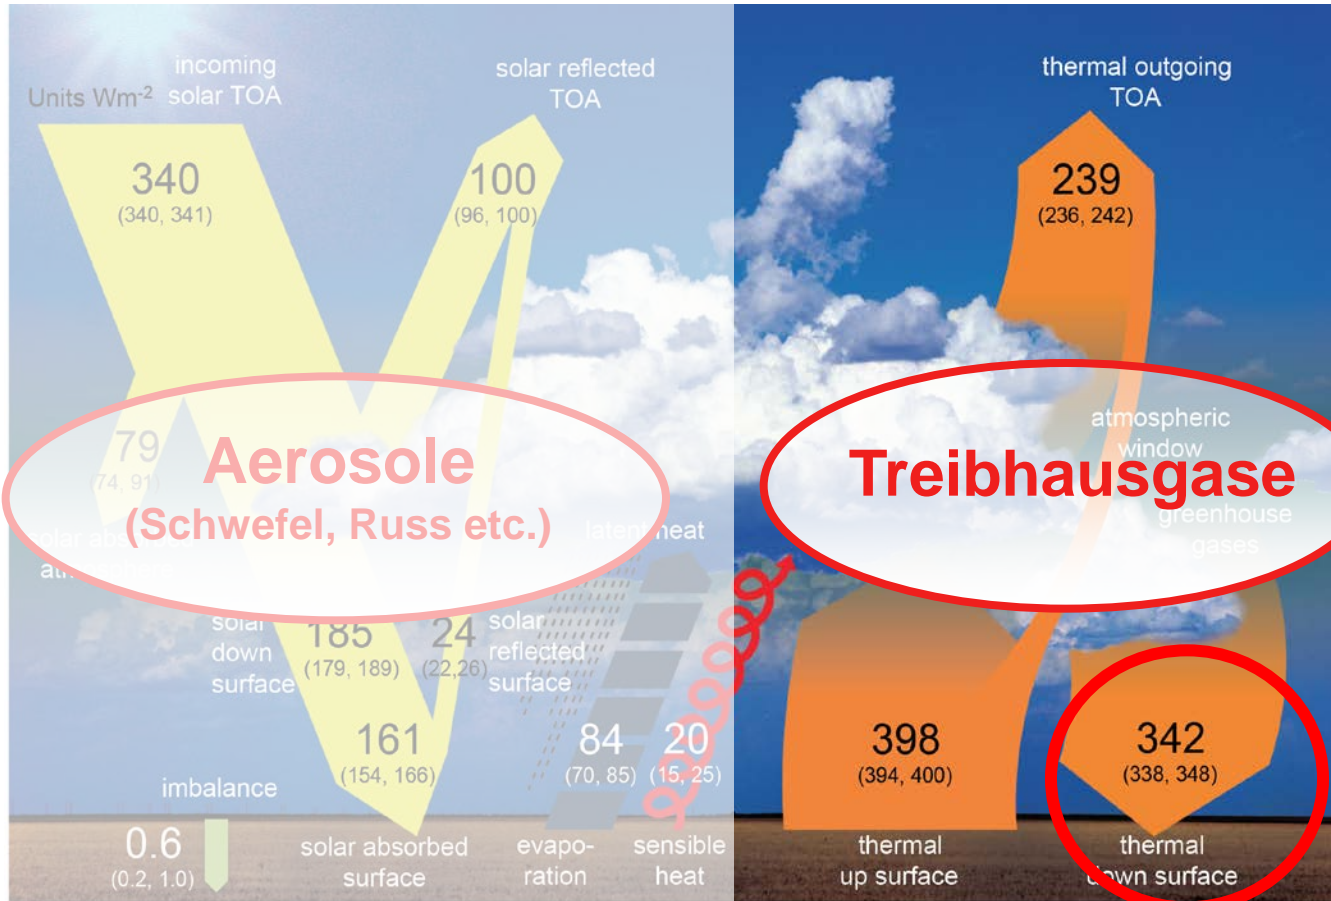 incoming
solar TOA
Units Wm-2
340
(340, 341)
solar reflected
TOA
100
(96, 100)
thermal outgoing
TOA
239
(236, 242)
79
(74, 91)
Aerosole
(Schwefel, Russ etc.)
solar absorbed
latent heat
atmospheric
window
Treibhausgase
greenhouse
gases
solar
down
surface
185
(179, 189)
24
(22,26)
solar
reflected
surface
161
(154, 166)
84
(70, 85)
20
(15, 25)
398
(394, 400)
342
(338, 348)
imbalance
0.6
(0.2, 1.0)
solar absorbed
surface
evapo-
ration
sensible
heat
thermal
up surface
thermal
down surface